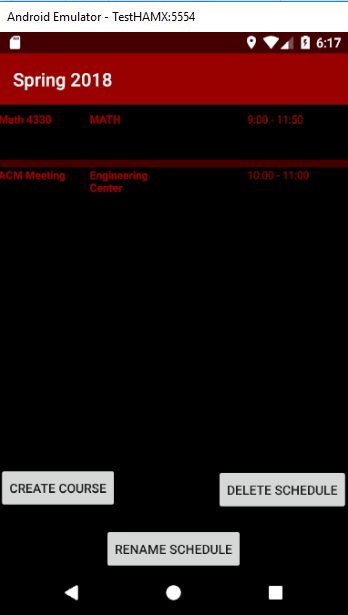 Android Emulator - TestHAMX:5554
6:17
Spring 2018
Math 4330 MATH 9:00 - 11:50
ACM Meeting Engineering 10:00 - 11:00
Center
CREATE COURSE DELETE SCHEDULE
RENAME SCHEDULE